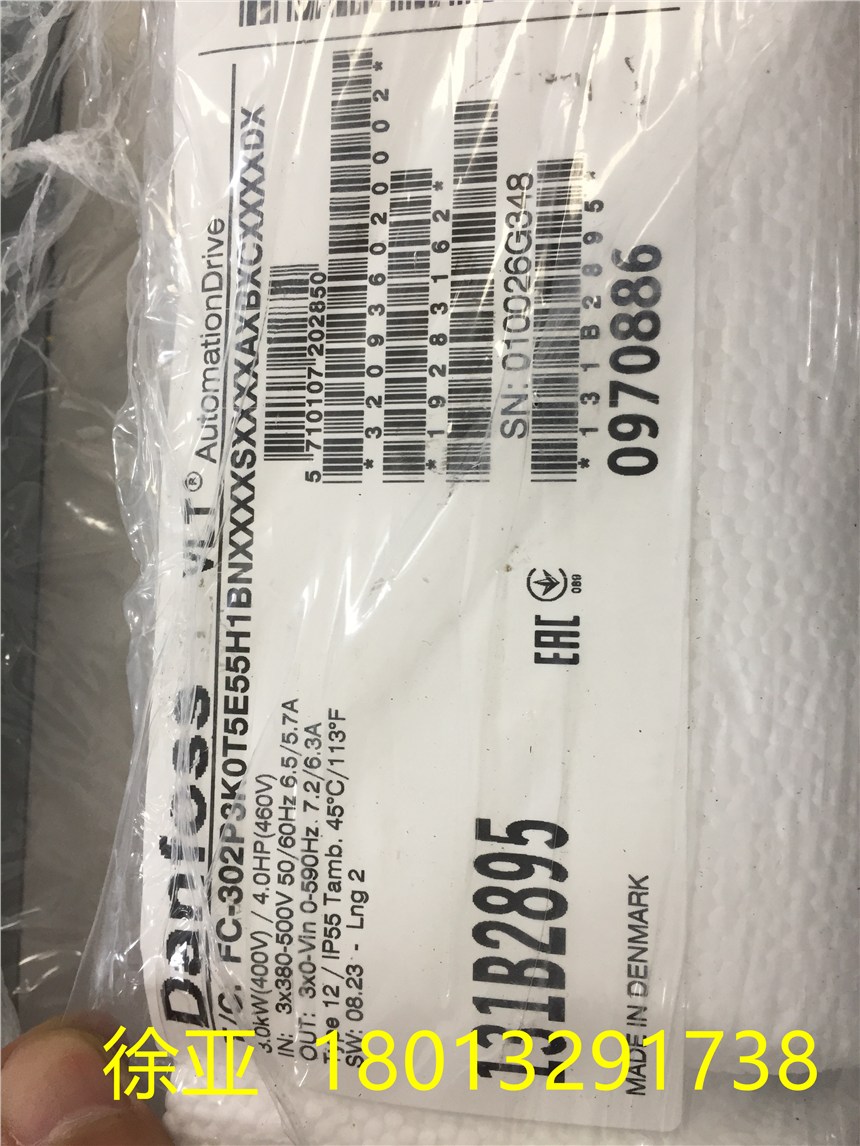 Danfoss VLT® AutomationDrive
T/C: FC-302P3K0T5E55H1BNXXXXSXXXXAXBXCXXXXDX
3.0kW(400V) / 4.0HP(460V)
IN: 3x380-500V 50/60Hz 6.5/5.7A
OUT: 3x0-Vin 0-590Hz. 7.2/6.3A
Type 12 / IP55 Tamb. 45°C/113°F
SW: 08.23 - Lng 2
5 710107 202850
*320936020002*
*19283162*
SN: 010026G348
*131B2895*
0970886
EAC
089
131B2895
MADE IN DENMARK
徐亚 18013291738